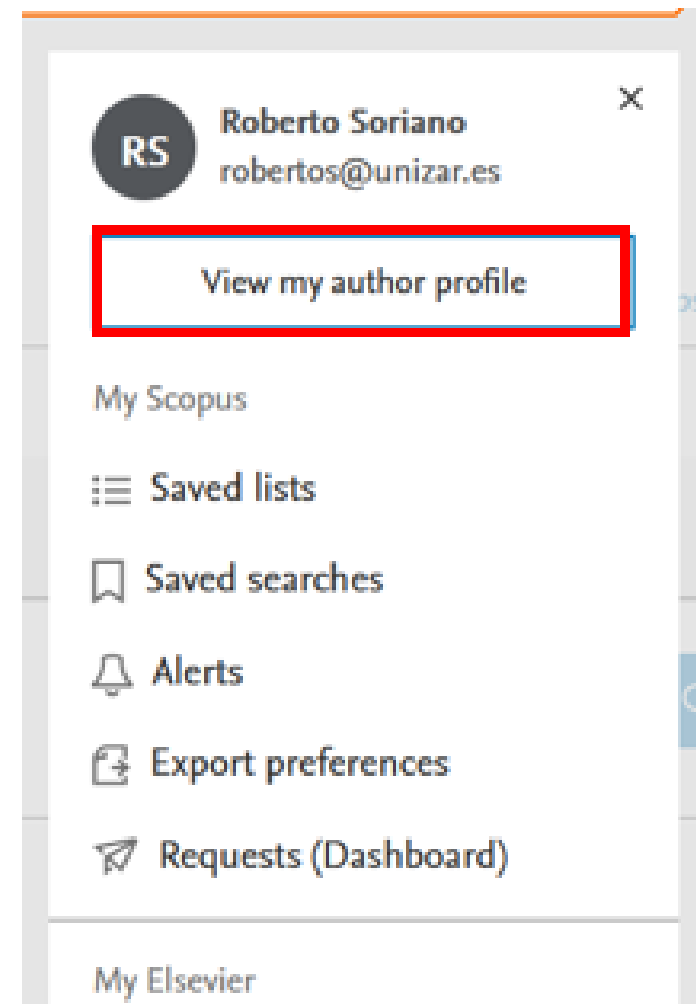 RS
Roberto Soriano
robertos@unizar.es
View my author profile
My Scopus
Saved lists
Saved searches
Alerts
Export preferences
Requests (Dashboard)
My Elsevier